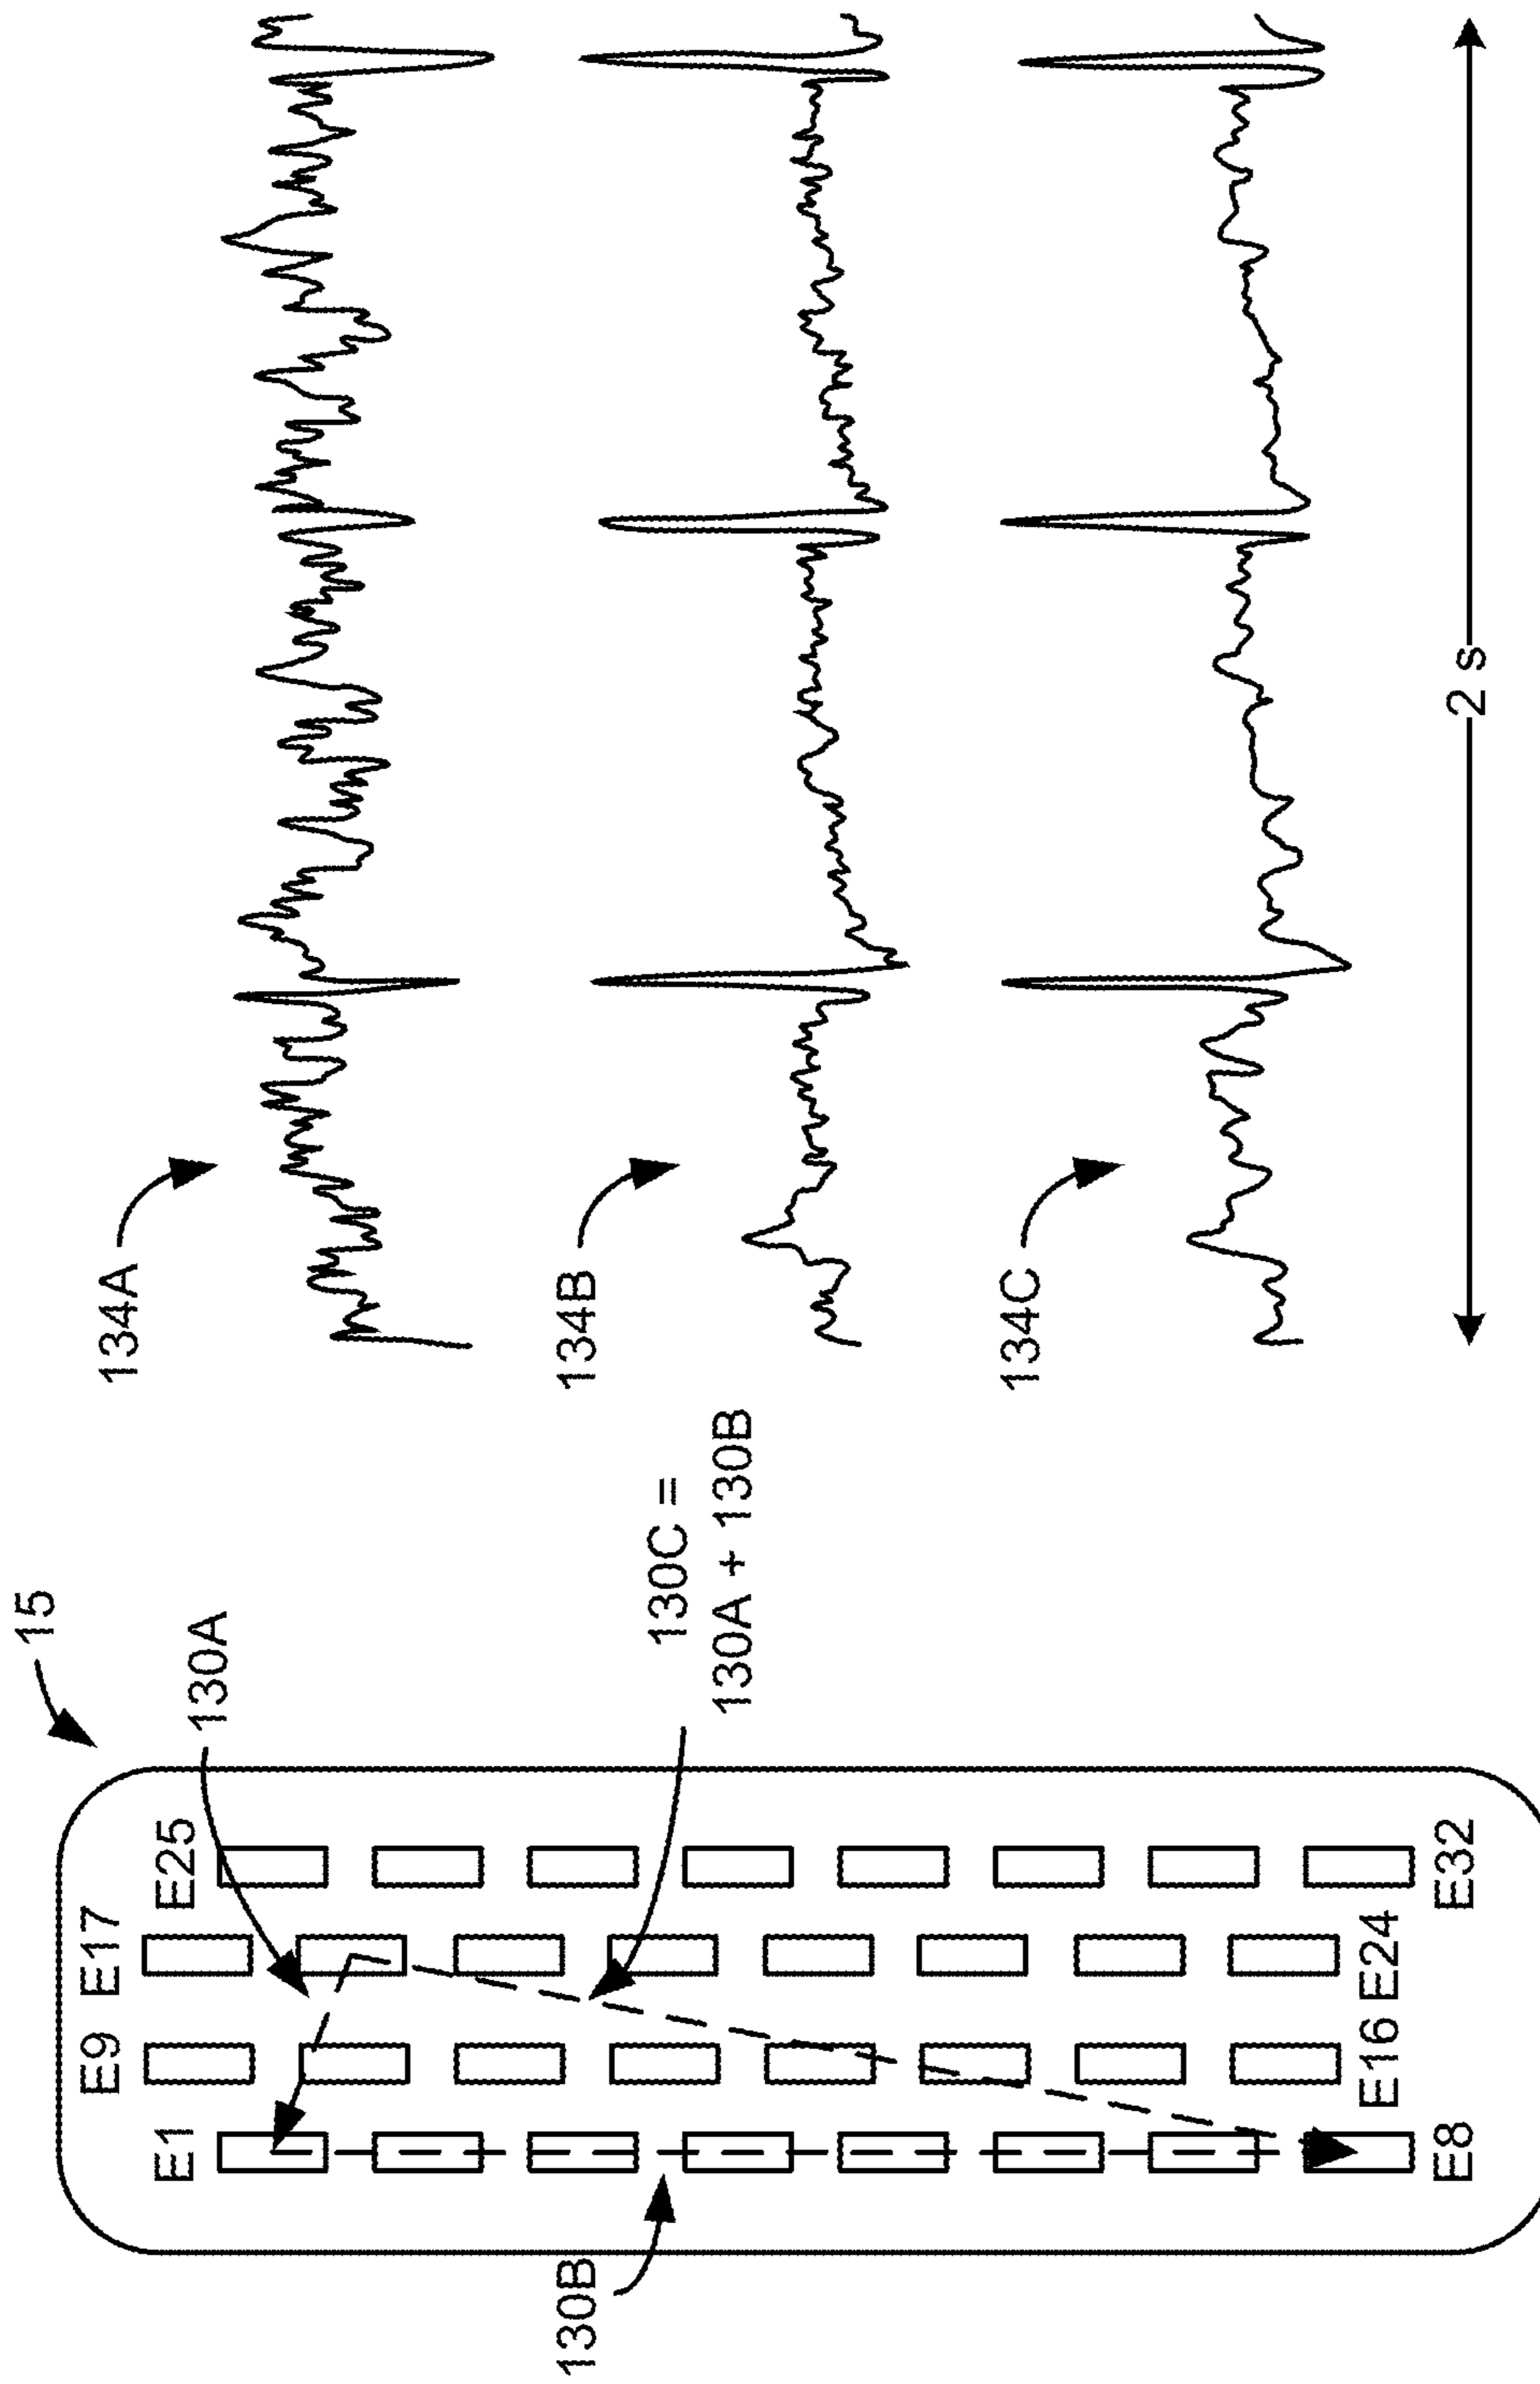 15
E1
E9
E17
E25
130A
130B
130C =
130A + 130B
E8
E16
E24
E32
134A
134B
134C
2 s